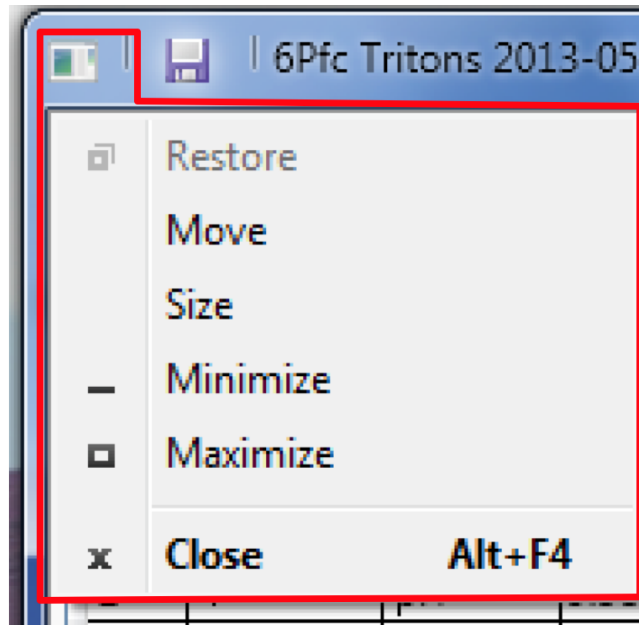 6Pfc Tritons 2013-05
Restore
Move
Size
Minimize
Maximize
Close Alt+F4